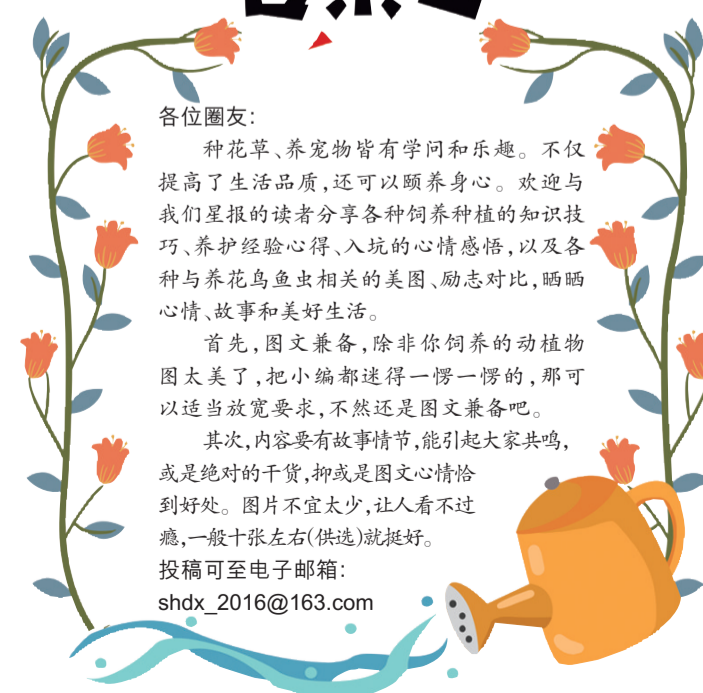 各位圈友：
种花草、养宠物皆有学问和乐趣。不仅
提高了生活品质,还可以颐养身心。欢迎与
我们星报的读者分享各种饲养种植的知识技
巧、养护经验心得、入坑的心情感悟,以及各
种与养花鸟鱼虫相关的美图、励志对比,晒晒
心情、故事和美好生活。
首先,图文兼备,除非你饲养的动植物
图太美了,把小编都迷得一愣一愣的,那可
以适当放宽要求,不然还是图文兼备吧。
其次,内容要有故事情节,能引起大家共鸣,
或是绝对的干货,抑或是图文心情恰
到好处。图片不宜太少,让人看不过
瘾,一般十张左右(供选)就挺好。
投稿可至电子邮箱：
shdx_2016@163.com